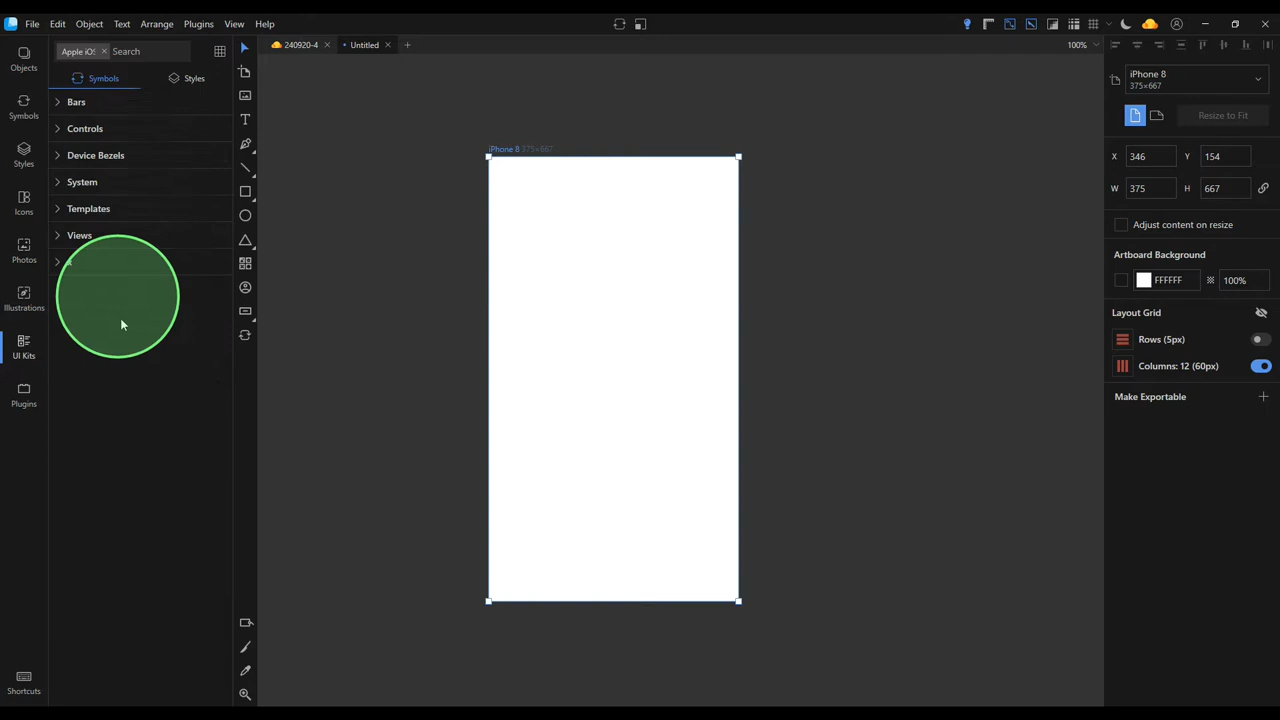 File Edit Object Text Arrange Plugins View Help
240920-4 Untitled 100%
Objects
Symbols
Styles
Icons
Photos
Illustrations
UI Kits
Plugins
Shortcuts
Apple iOS Search
Symbols Styles
Bars
Controls
Device Bezels
System
Templates
Views
iPhone 8 375×667
iPhone 8
375×667
Resize to Fit
X 346 Y 154
W 375 H 667
Adjust content on resize
Artboard Background
FFFFFF 100%
Layout Grid
Rows (5px)
Columns: 12 (60px)
Make Exportable